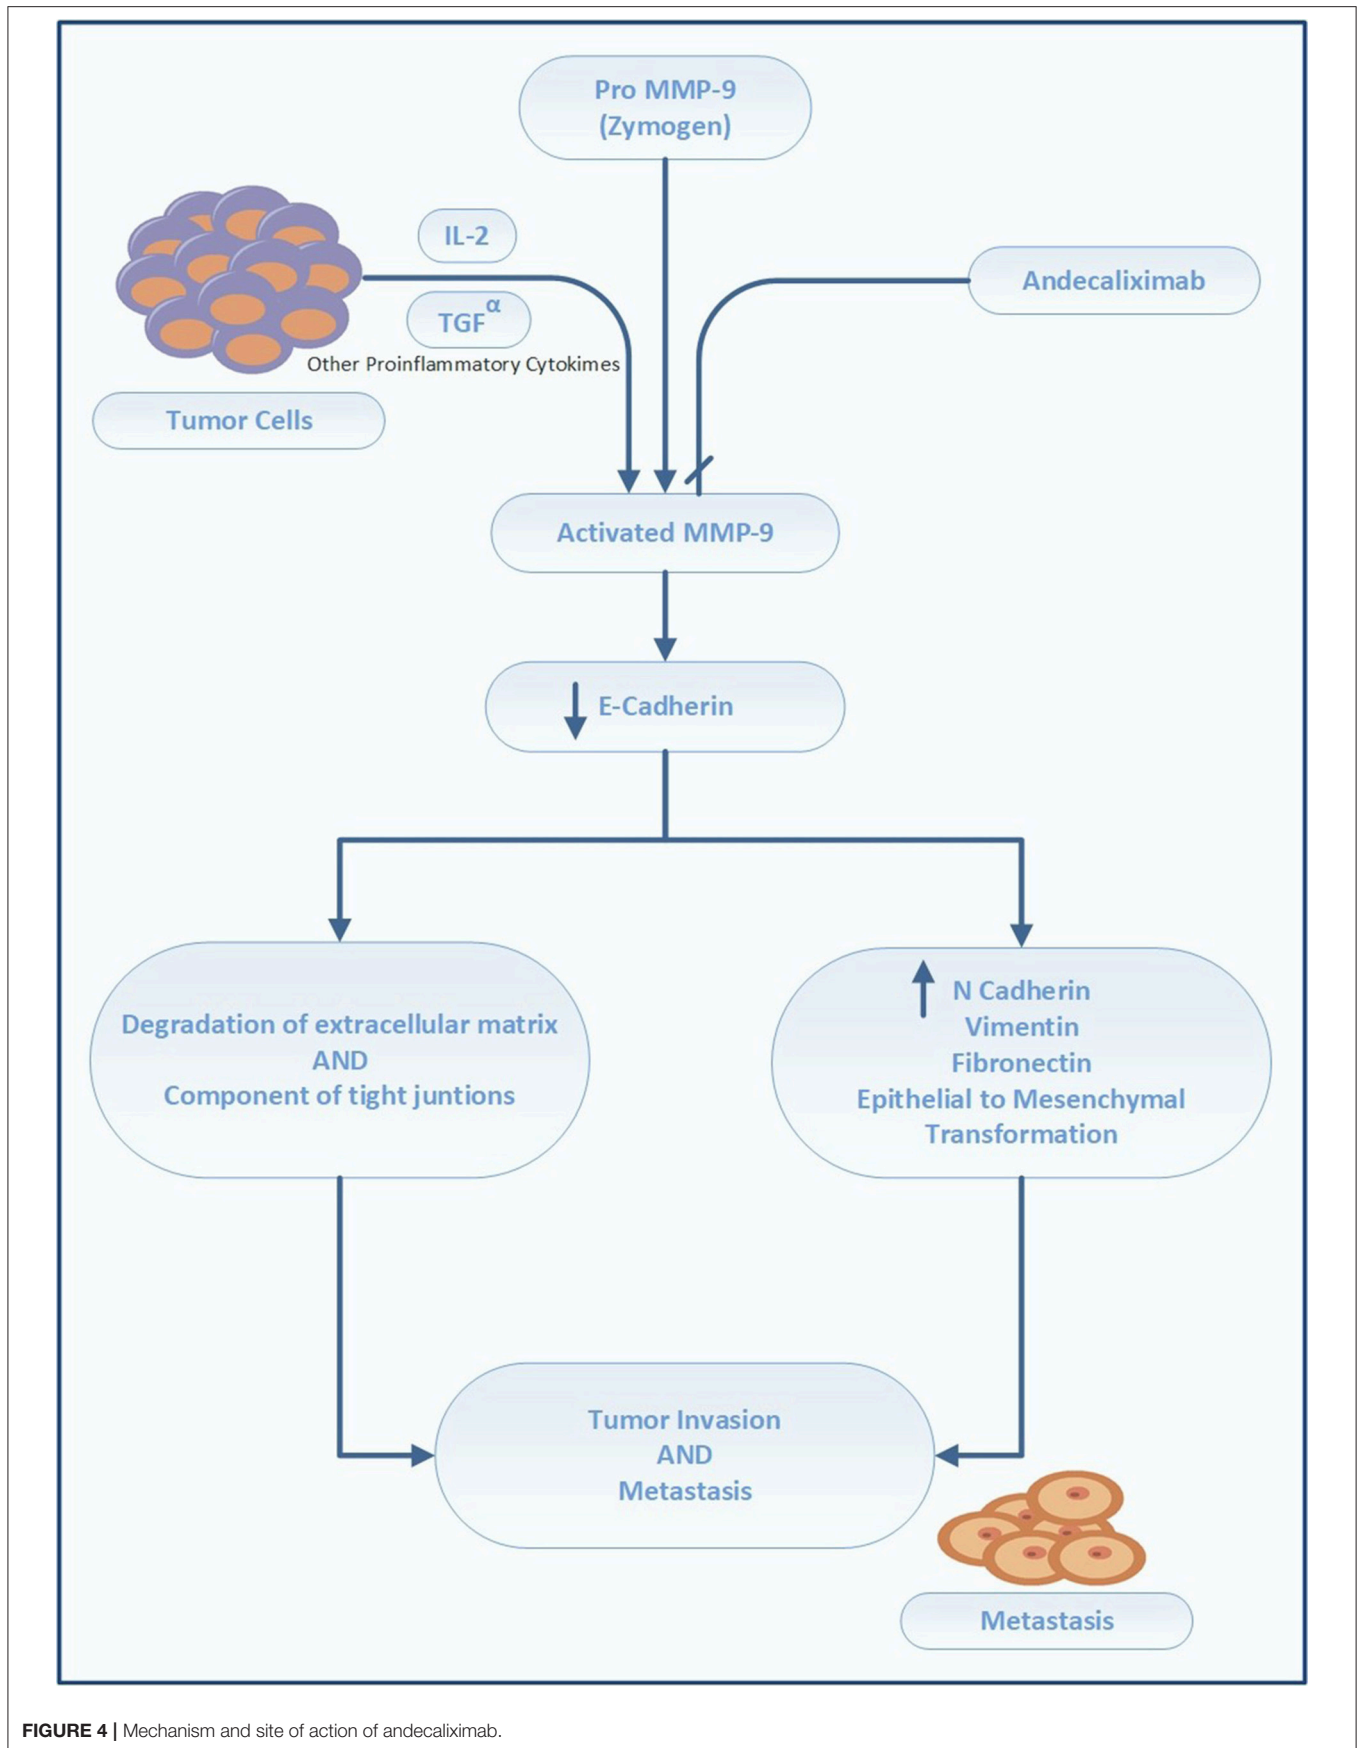 Pro MMP-9
(Zymogen)
IL-2
TGFα
Other Proinflammatory Cytokimes
Andecaliximab
Tumor Cells
Activated MMP-9
E-Cadherin
Degradation of extracellular matrix
AND
Component of tight juntions
N Cadherin
Vimentin
Fibronectin
Epithelial to Mesenchymal
Transformation
Tumor Invasion
AND
Metastasis
Metastasis
FIGURE 4 | Mechanism and site of action of andecaliximab.